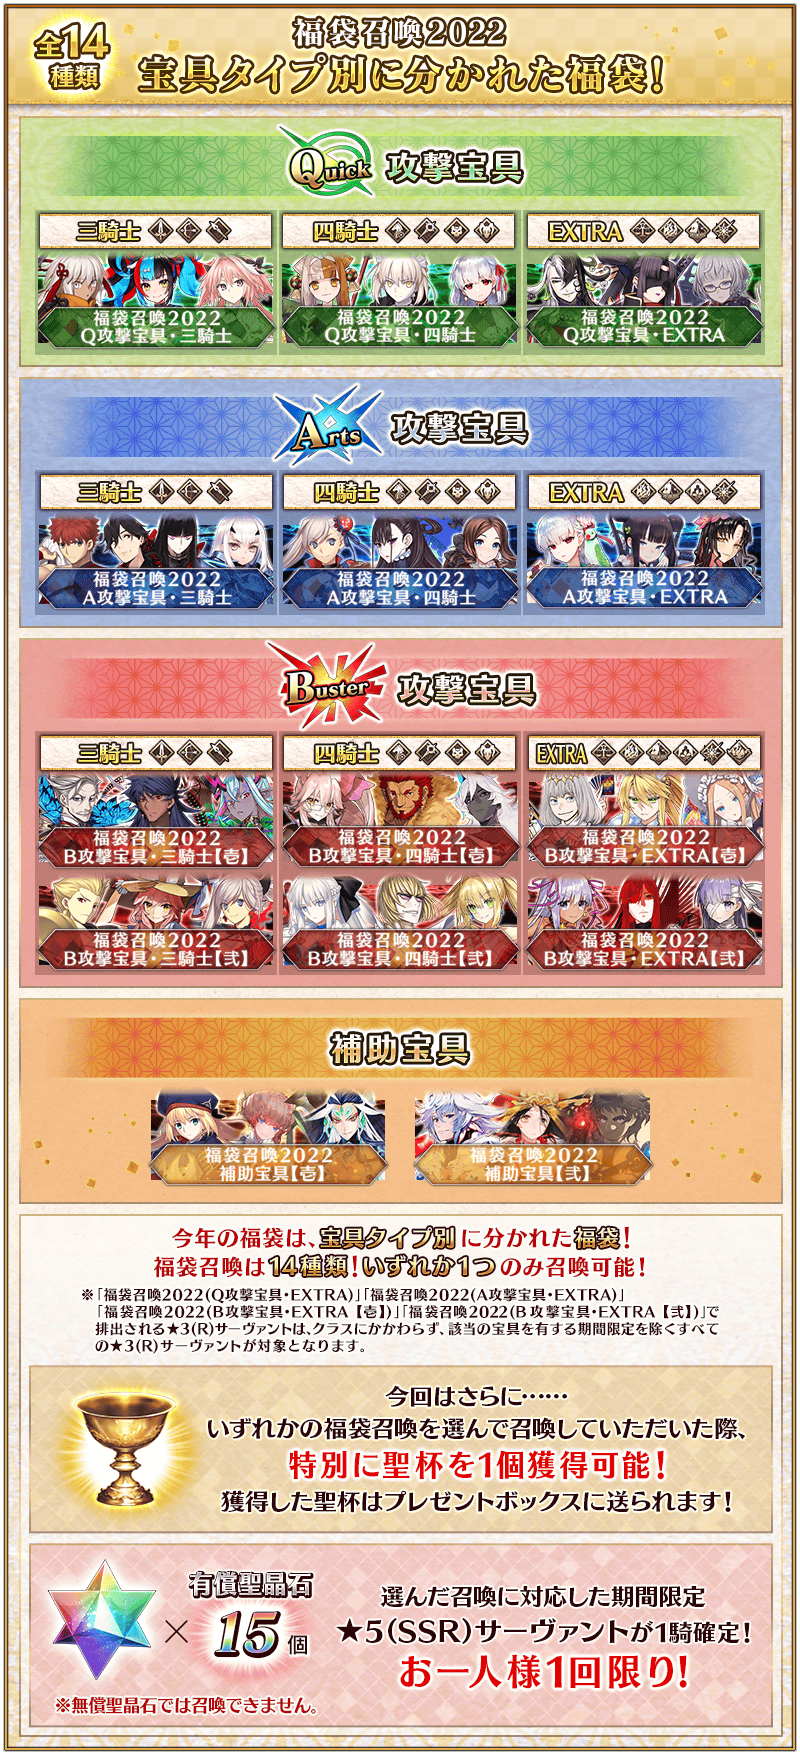 全14種類
福袋召喚2022
宝具タイプ別に分かれた福袋!
Quick 攻撃宝具
三騎士
四騎士
EXTRA
福袋召喚2022
Q攻撃宝具・三騎士
福袋召喚2022
Q攻撃宝具・四騎士
福袋召喚2022
Q攻撃宝具・EXTRA
Arts 攻撃宝具
三騎士
四騎士
EXTRA
福袋召喚2022
A攻撃宝具・三騎士
福袋召喚2022
A攻撃宝具・四騎士
福袋召喚2022
A攻撃宝具・EXTRA
Buster 攻撃宝具
三騎士
四騎士
EXTRA
福袋召喚2022
B攻撃宝具・三騎士【壱】
福袋召喚2022
B攻撃宝具・四騎士【壱】
福袋召喚2022
B攻撃宝具・EXTRA【壱】
福袋召喚2022
B攻撃宝具・三騎士【弐】
福袋召喚2022
B攻撃宝具・四騎士【弐】
福袋召喚2022
B攻撃宝具・EXTRA【弐】
補助宝具
福袋召喚2022
補助宝具【壱】
福袋召喚2022
補助宝具【弐】
今年の福袋は、宝具タイプ別に分かれた福袋!
福袋召喚は14種類!いずれか1つのみ召喚可能!
※「福袋召喚2022(Q攻撃宝具・EXTRA)」「福袋召喚2022(A攻撃宝具・EXTRA)」
「福袋召喚2022(B攻撃宝具・EXTRA【壱】)」「福袋召喚2022(B攻撃宝具・EXTRA【弐】)」で
排出される★3(R)サーヴァントは、クラスにかかわらず、該当の宝具を有する期間限定を除くすべて
の★3(R)サーヴァントが対象となります。
今回はさらに……
いずれかの福袋召喚を選んで召喚していただいた際、
特別に聖杯を1個獲得可能!
獲得した聖杯はプレゼントボックスに送られます!
有償聖晶石
×15個
※無償聖晶石では召喚できません。
選んだ召喚に対応した期間限定
★5(SSR)サーヴァントが1騎確定!
お一人様1回限り!